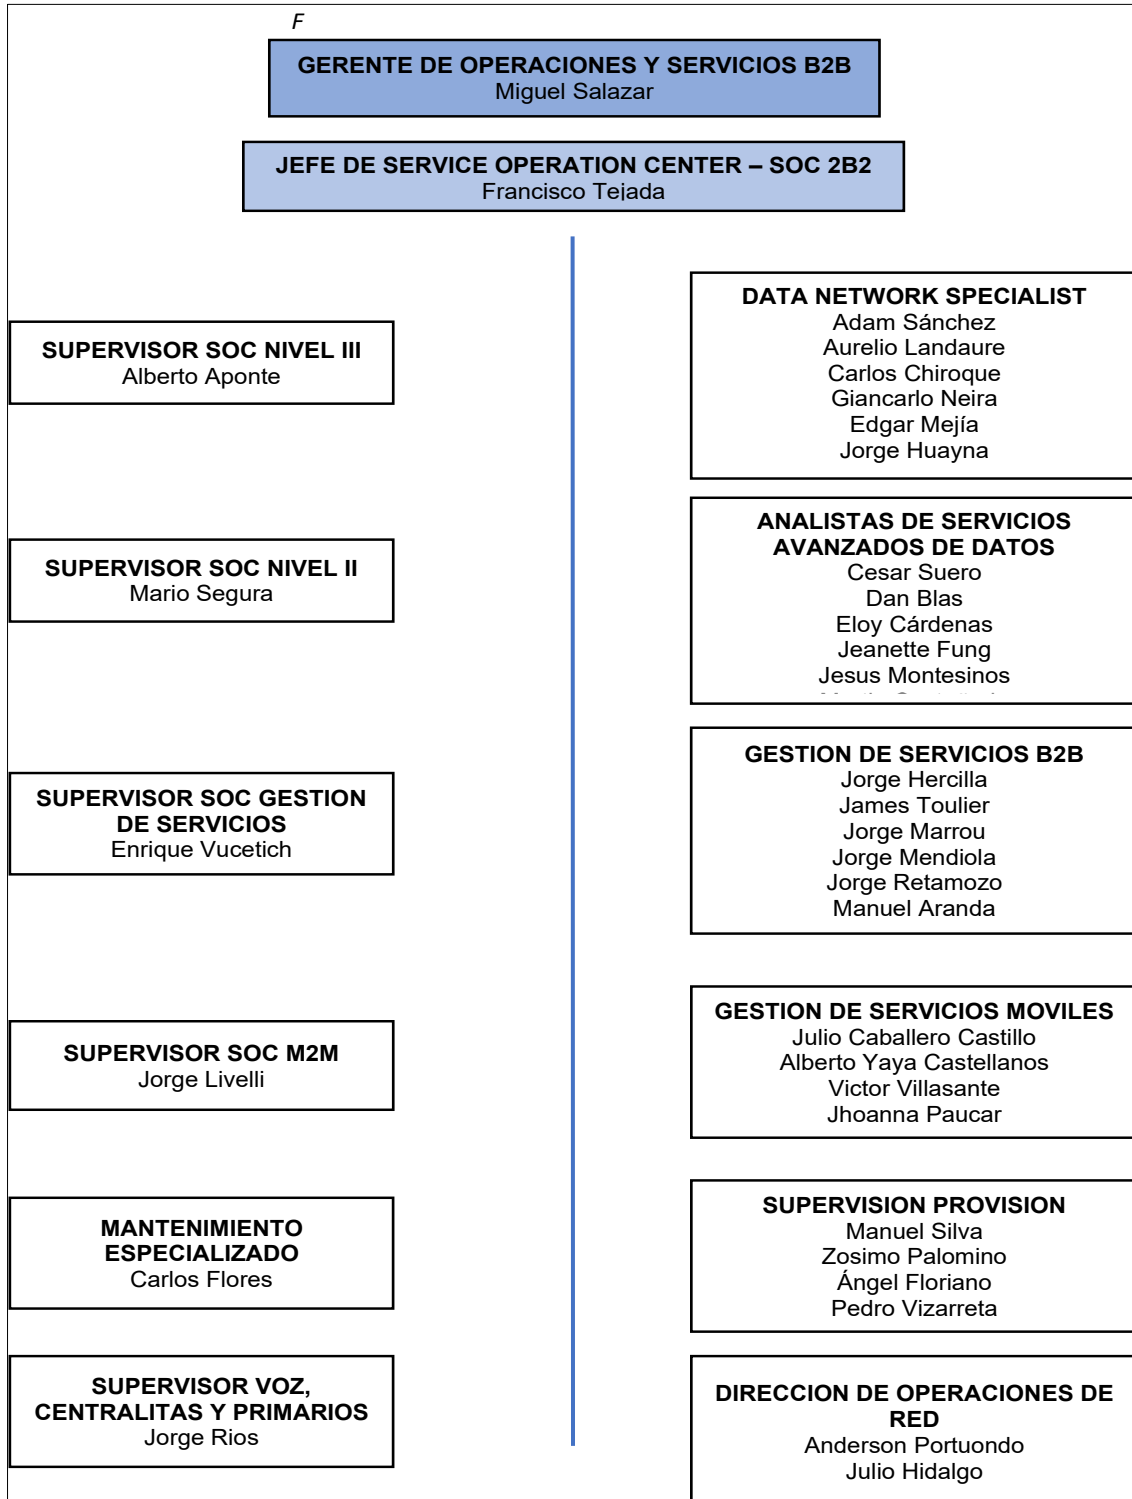 F
GERENTE DE OPERACIONES Y SERVICIOS B2B
Miguel Salazar
JEFE DE SERVICE OPERATION CENTER – SOC 2B2
Francisco Tejada
SUPERVISOR SOC NIVEL III
Alberto Aponte
DATA NETWORK SPECIALIST
Adam Sánchez
Aurelio Landaure
Carlos Chiroque
Giancarlo Neira
Edgar Mejía
Jorge Huayna
SUPERVISOR SOC NIVEL II
Mario Segura
ANALISTAS DE SERVICIOS
AVANZADOS DE DATOS
Cesar Suero
Dan Blas
Eloy Cárdenas
Jeanette Fung
Jesus Montesinos
SUPERVISOR SOC GESTION
DE SERVICIOS
Enrique Vucetich
GESTION DE SERVICIOS B2B
Jorge Hercilla
James Toulier
Jorge Marrou
Jorge Mendiola
Jorge Retamozo
Manuel Aranda
SUPERVISOR SOC M2M
Jorge Livelli
GESTION DE SERVICIOS MOVILES
Julio Caballero Castillo
Alberto Yaya Castellanos
Victor Villasante
Jhoanna Paucar
MANTENIMIENTO
ESPECIALIZADO
Carlos Flores
SUPERVISION PROVISION
Manuel Silva
Zosimo Palomino
Ángel Floriano
Pedro Vizarreta
SUPERVISOR VOZ,
CENTRALITAS Y PRIMARIOS
Jorge Rios
DIRECCION DE OPERACIONES DE
RED
Anderson Portuondo
Julio Hidalgo